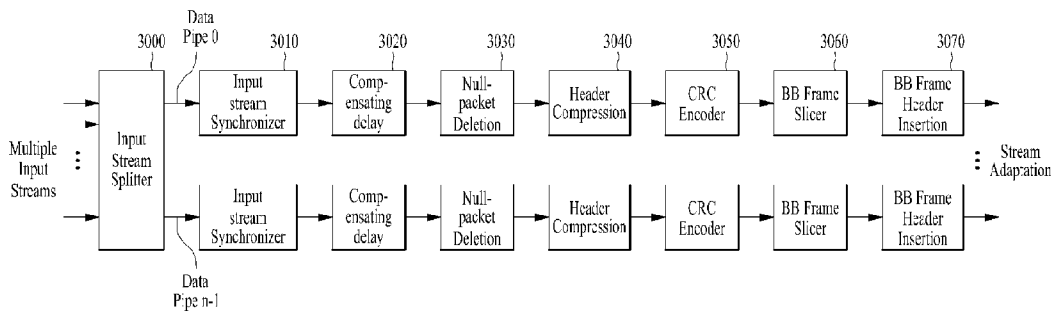 Data
Pipe 0
3000
3010
3020
3030
3040
3050
3060
3070
Multiple
Input
Streams
Input
Stream
Splitter
Input
stream
Synchronizer
Comp-
ensating
delay
Null-
packet
Deletion
Header
Compression
CRC
Encoder
BB Frame
Slicer
BB Frame
Header
Insertion
Stream
Adaptation
Input
stream
Synchronizer
Comp-
ensating
delay
Null-
packet
Deletion
Header
Compression
CRC
Encoder
BB Frame
Slicer
BB Frame
Header
Insertion
Data
Pipe n-1